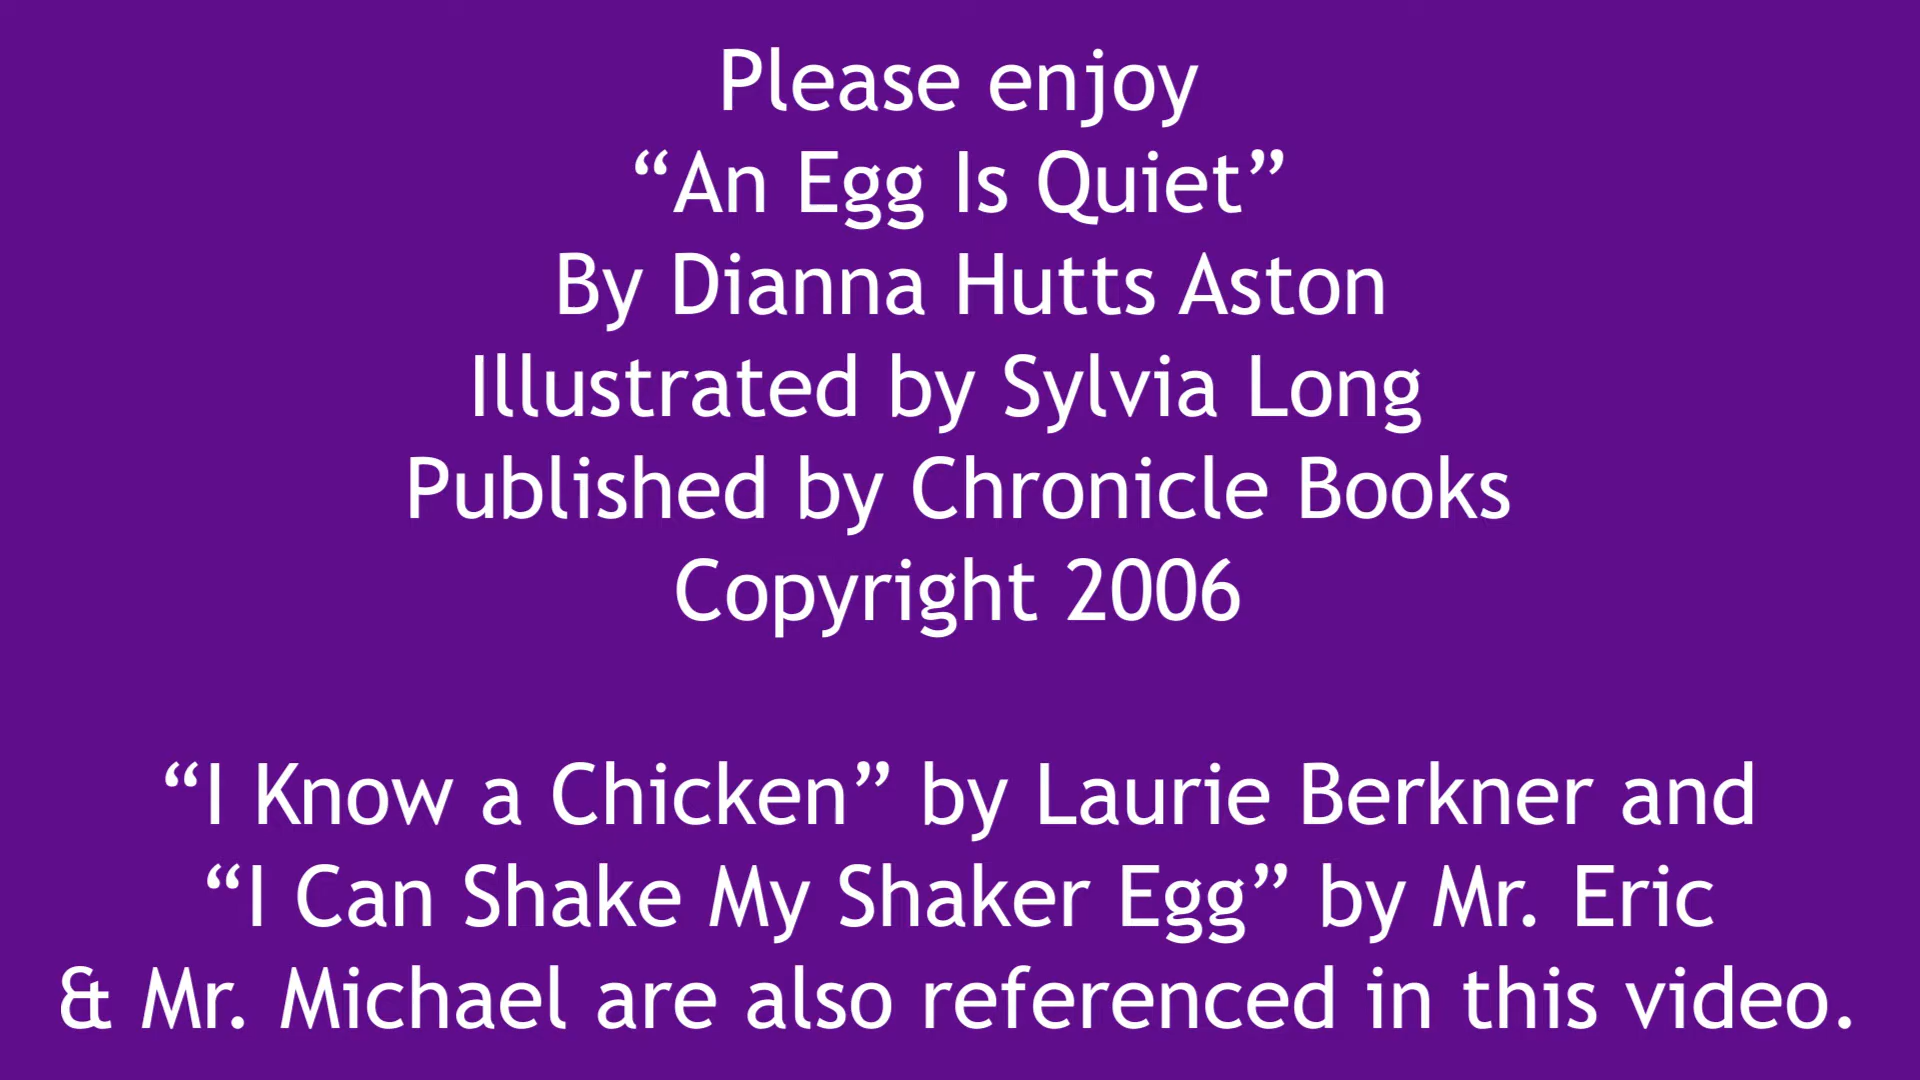 Please enjoy
“An Egg Is Quiet”
By Dianna Hutts Aston
Illustrated by Sylvia Long
Published by Chronicle Books
Copyright 2006
“I Know a Chicken” by Laurie Berkner and
“I Can Shake My Shaker Egg” by Mr. Eric
& Mr. Michael are also referenced in this video.